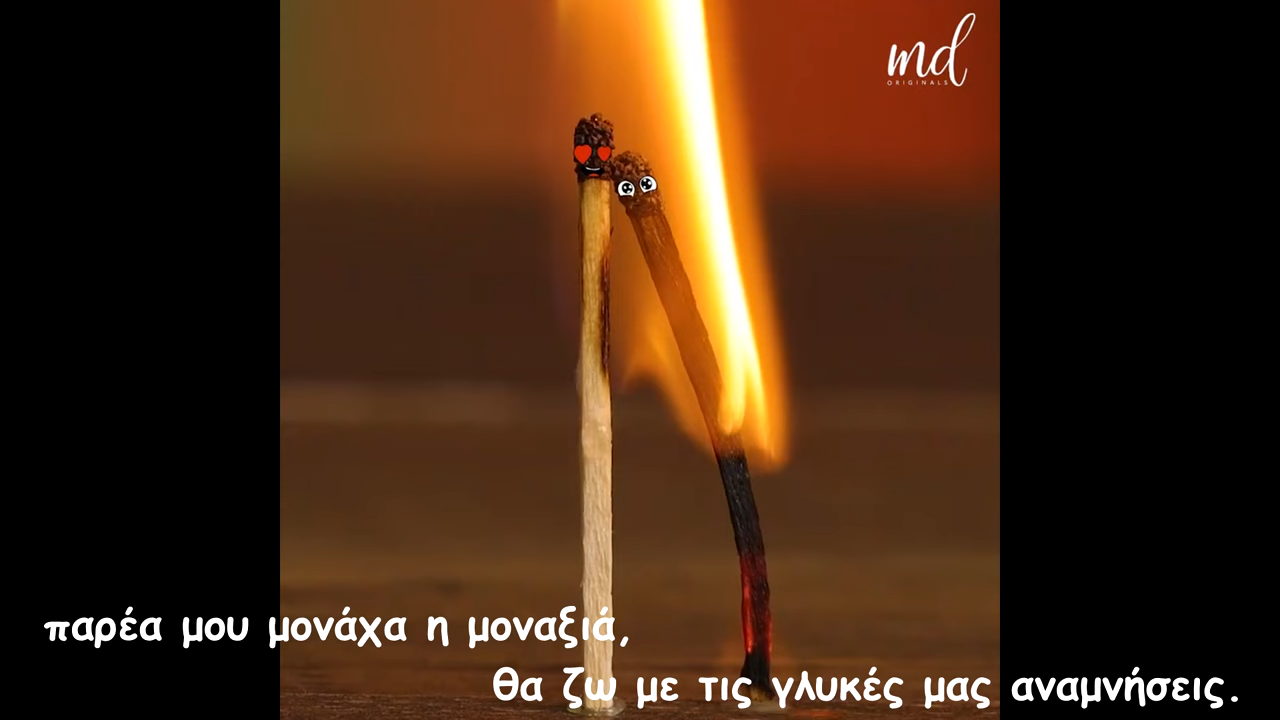 md
ORIGINALS
παρέα μου μονάχα η μοναξιά,
θα ζω με τις γλυκές μας αναμνήσεις.